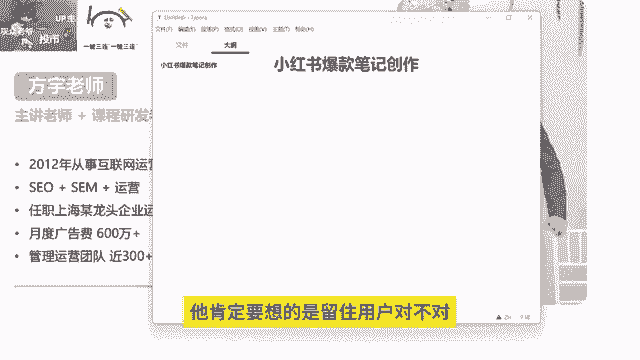 UP主
投币
"一键三连"一键三连"
方宇老师
主讲老师 + 课程研发
2012年从事互联网运营
SEO + SEM + 运营
任职上海某龙头企业运
月度广告费 600万+
管理运营团队 近300+
文件(F) 编辑(E) 段落(P) 格式(O) 视图(V) 主题(T) 帮助(H)
文件
大纲
小红书爆款笔记创作
小红书爆款笔记创作
他肯定要想的是留住用户对不对